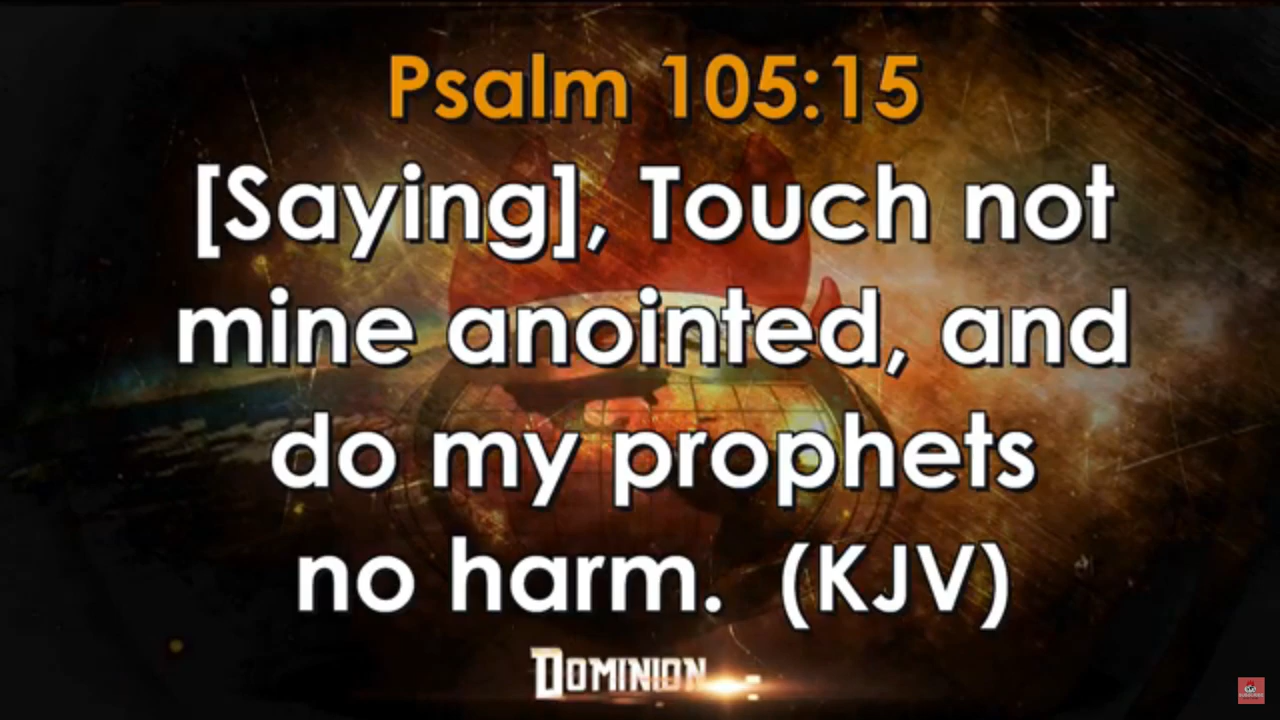 Psalm 105:15
[Saying], Touch not
mine anointed, and
do my prophets
no harm. (KJV)
DOMINION